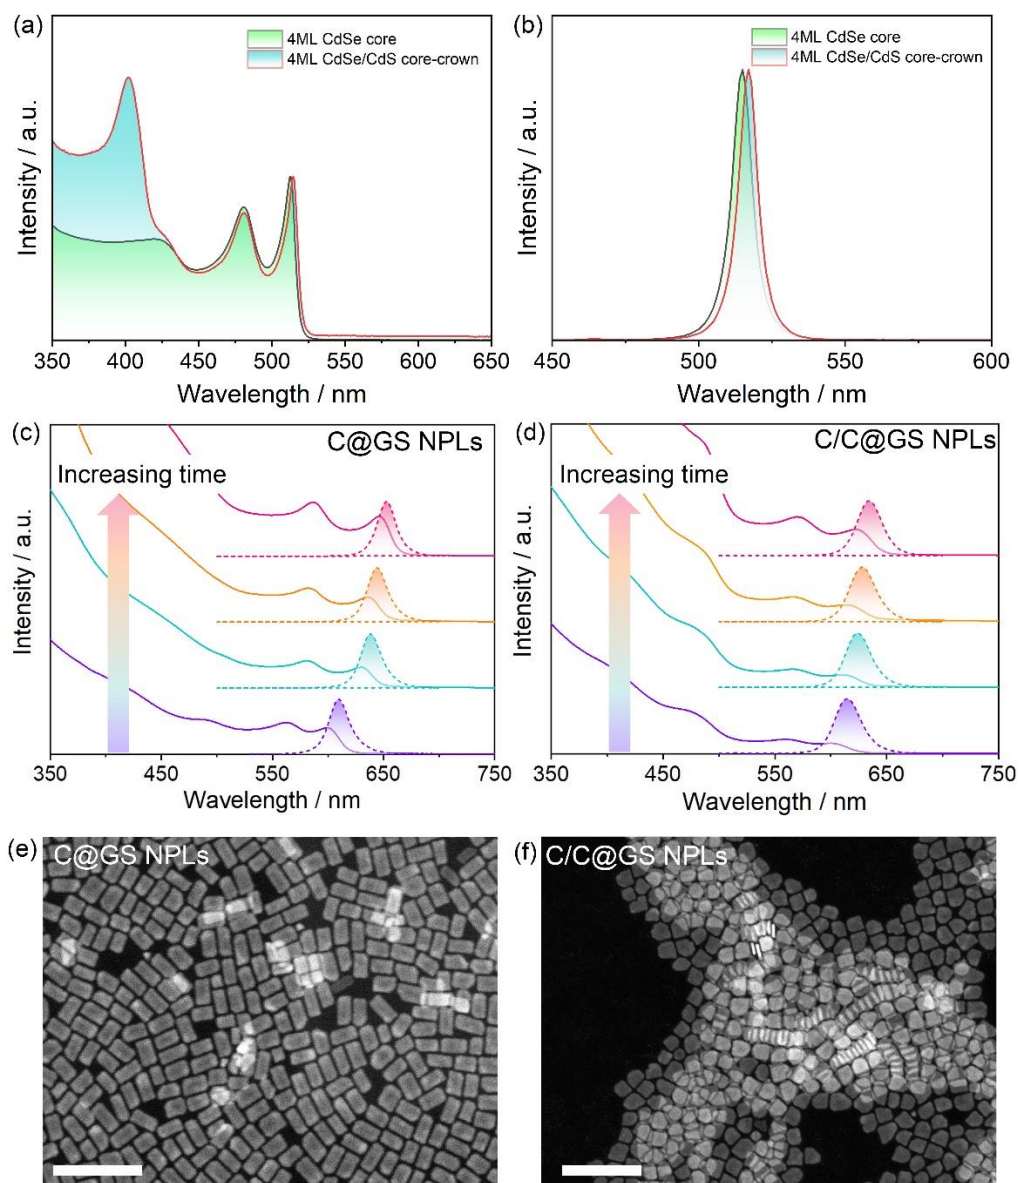 (a)
4ML CdSe core
4ML CdSe/CdS core-crown
Intensity / a.u.
350 400 450 500 550 600 650
Wavelength / nm
(b)
4ML CdSe core
4ML CdSe/CdS core-crown
Intensity / a.u.
450 500 550 600
Wavelength / nm
(c)
C@GS NPLs
Increasing time
Intensity / a.u.
350 450 550 650 750
Wavelength / nm
(d)
C/C@GS NPLs
Increasing time
Intensity / a.u.
350 450 550 650 750
Wavelength / nm
(e)
C@GS NPLs
(f)
C/C@GS NPLs